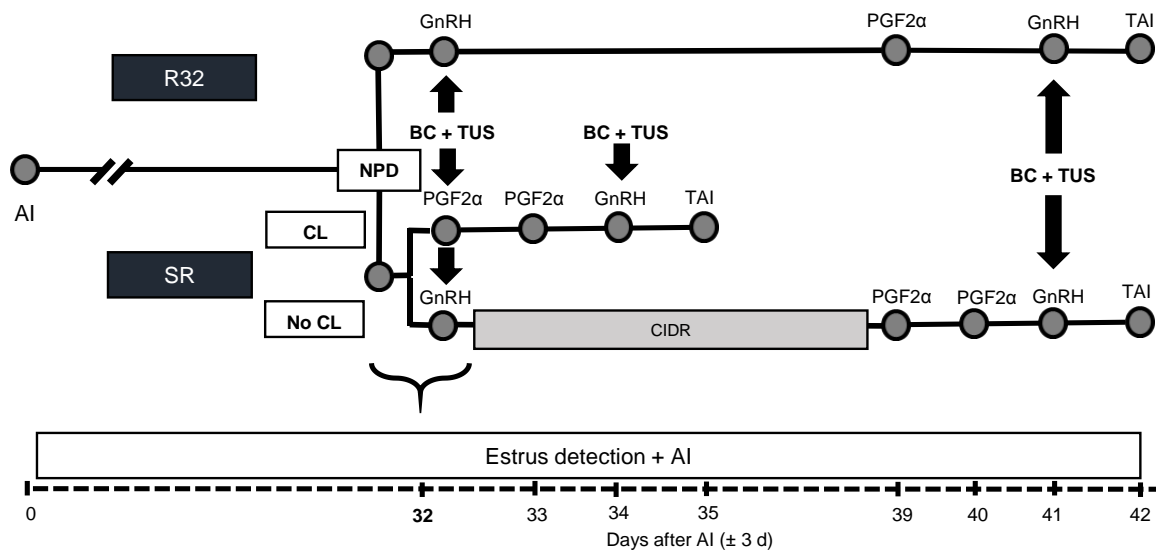 GnRH
PGF2α
GnRH
TAI
R32
BC + TUS
BC + TUS
NPD
BC + TUS
AI
PGF2α
PGF2α
GnRH
TAI
CL
SR
GnRH
PGF2α
PGF2α
GnRH
TAI
No CL
CIDR
Estrus detection + AI
0
32
33
34
35
39
40
41
42
Days after AI (± 3 d)